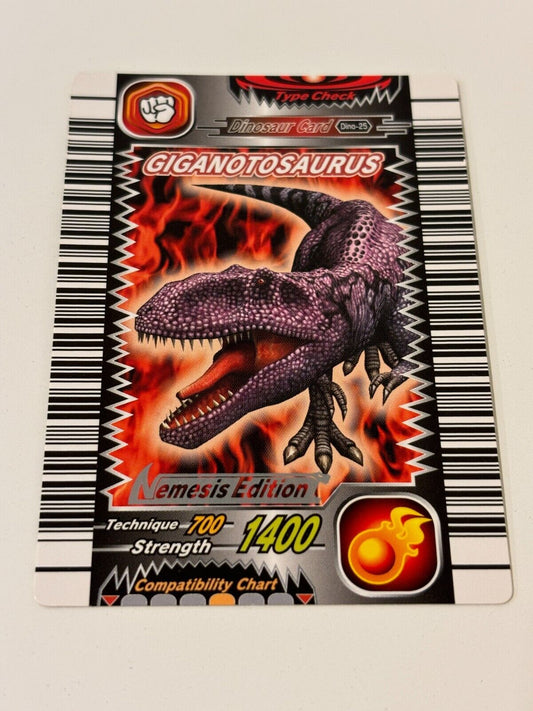 Type Check
Dinosaur Card Dino-25
GIGANOTOSAURUS
Nemesis Edition
Technique 700
Strength 1400
Compatibility Chart